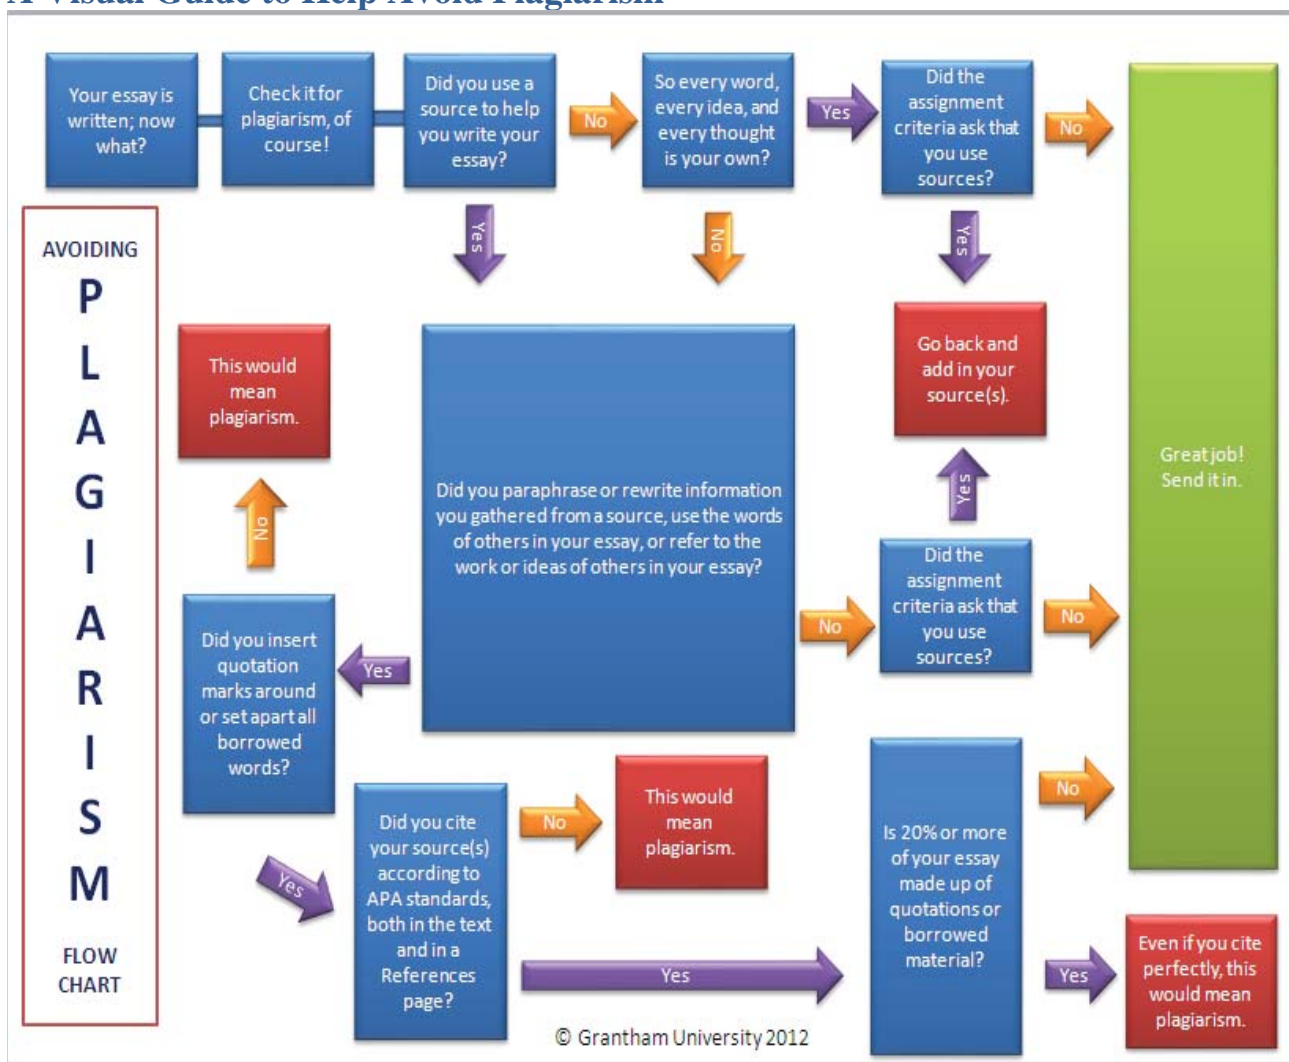 A Visual Guide to Help Avoid Plagiarism
Your essay is
written; now
what?
Check it for
plagiarism, of
course!
Did you use a
source to help
you write your
essay?
No
So every word,
every idea, and
every thought
is your own?
Yes
Did the
assignment
criteria ask that
you use
sources?
No
Yes
No
Yes
AVOIDING
P
L
A
G
I
A
R
I
S
M
FLOW
CHART
This would
mean
plagiarism.
No
Did you insert
quotation
marks around
or set apart all
borrowed
words?
Yes
Did you paraphrase or rewrite information
you gathered from a source, use the words
of others in your essay, or refer to the
work or ideas of others in your essay?
No
Go back and
add in your
source(s).
Yes
Did the
assignment
criteria ask that
you use
sources?
No
Great job!
Send it in.
Yes
Did you cite
your source(s)
according to
APA standards,
both in the text
and in a
References
page?
No
This would
mean
plagiarism.
Yes
Is 20% or more
of your essay
made up of
quotations or
borrowed
material?
No
Yes
Even if you cite
perfectly, this
would mean
plagiarism.
© Grantham University 2012